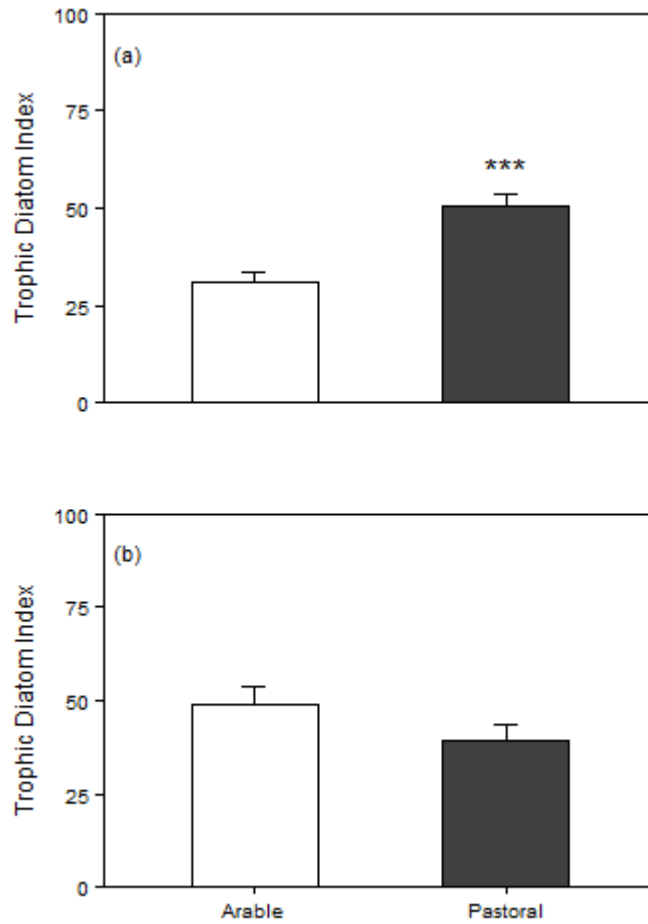 100
(a)
75
***
50
25
0
Trophic Diatom Index
100
(b)
75
50
25
0
Trophic Diatom Index
Arable Pastoral